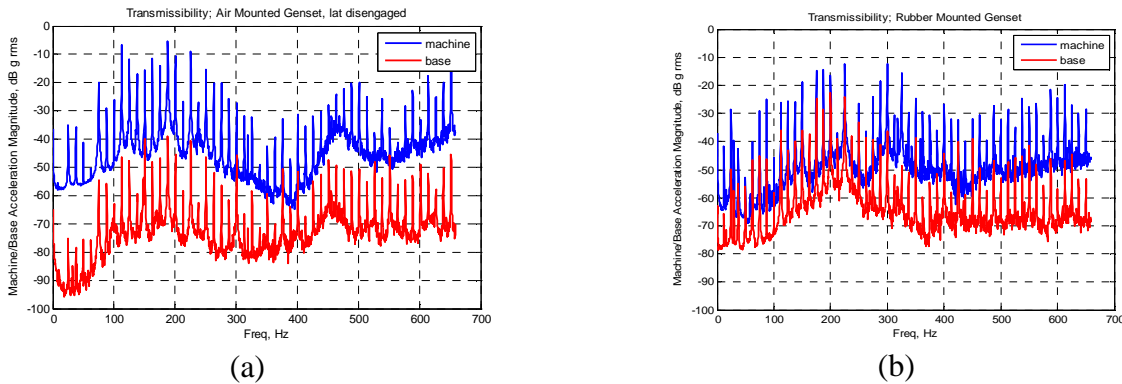 Transmissibility; Air Mounted Genset, lat disengaged
Machine/Base Acceleration Magnitude, dB g rms
0
-10
-20
-30
-40
-50
-60
-70
-80
-90
-100
machine
base
0 100 200 300 400 500 600 700
Freq, Hz
(a)
Transmissibility; Rubber Mounted Genset
Machine/Base Acceleration Magnitude, dB g rms
0
-10
-20
-30
-40
-50
-60
-70
-80
-90
-100
machine
base
0 100 200 300 400 500 600 700
Freq, Hz
(b)